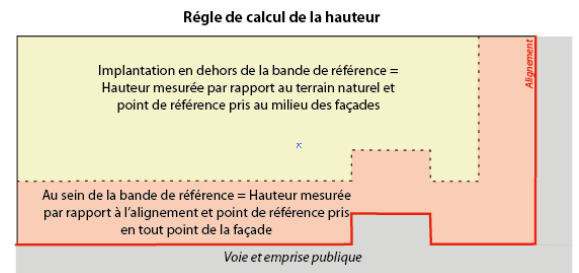 Régle de calcul de la hauteur
Alignement
Implantation en dehors de la bande de référence =
Hauteur mesurée par rapport au terrain naturel et
point de référence pris au milieu des façades
Au sein de la bande de référence = Hauteur mesurée
par rapport à l'alignement et point de référence pris
en tout point de la façade
Voie et emprise publique